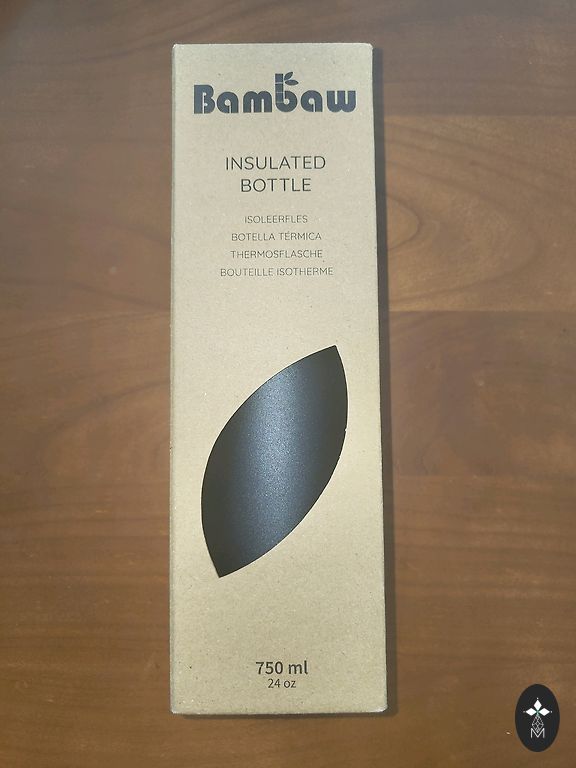 Bambaw
INSULATED
BOTTLE
ISOLEERFLES
BOTELLA TÉRMICA
THERMOSFLASCHE
BOUTEILLE ISOTHERME
750 ml
24 oz
M